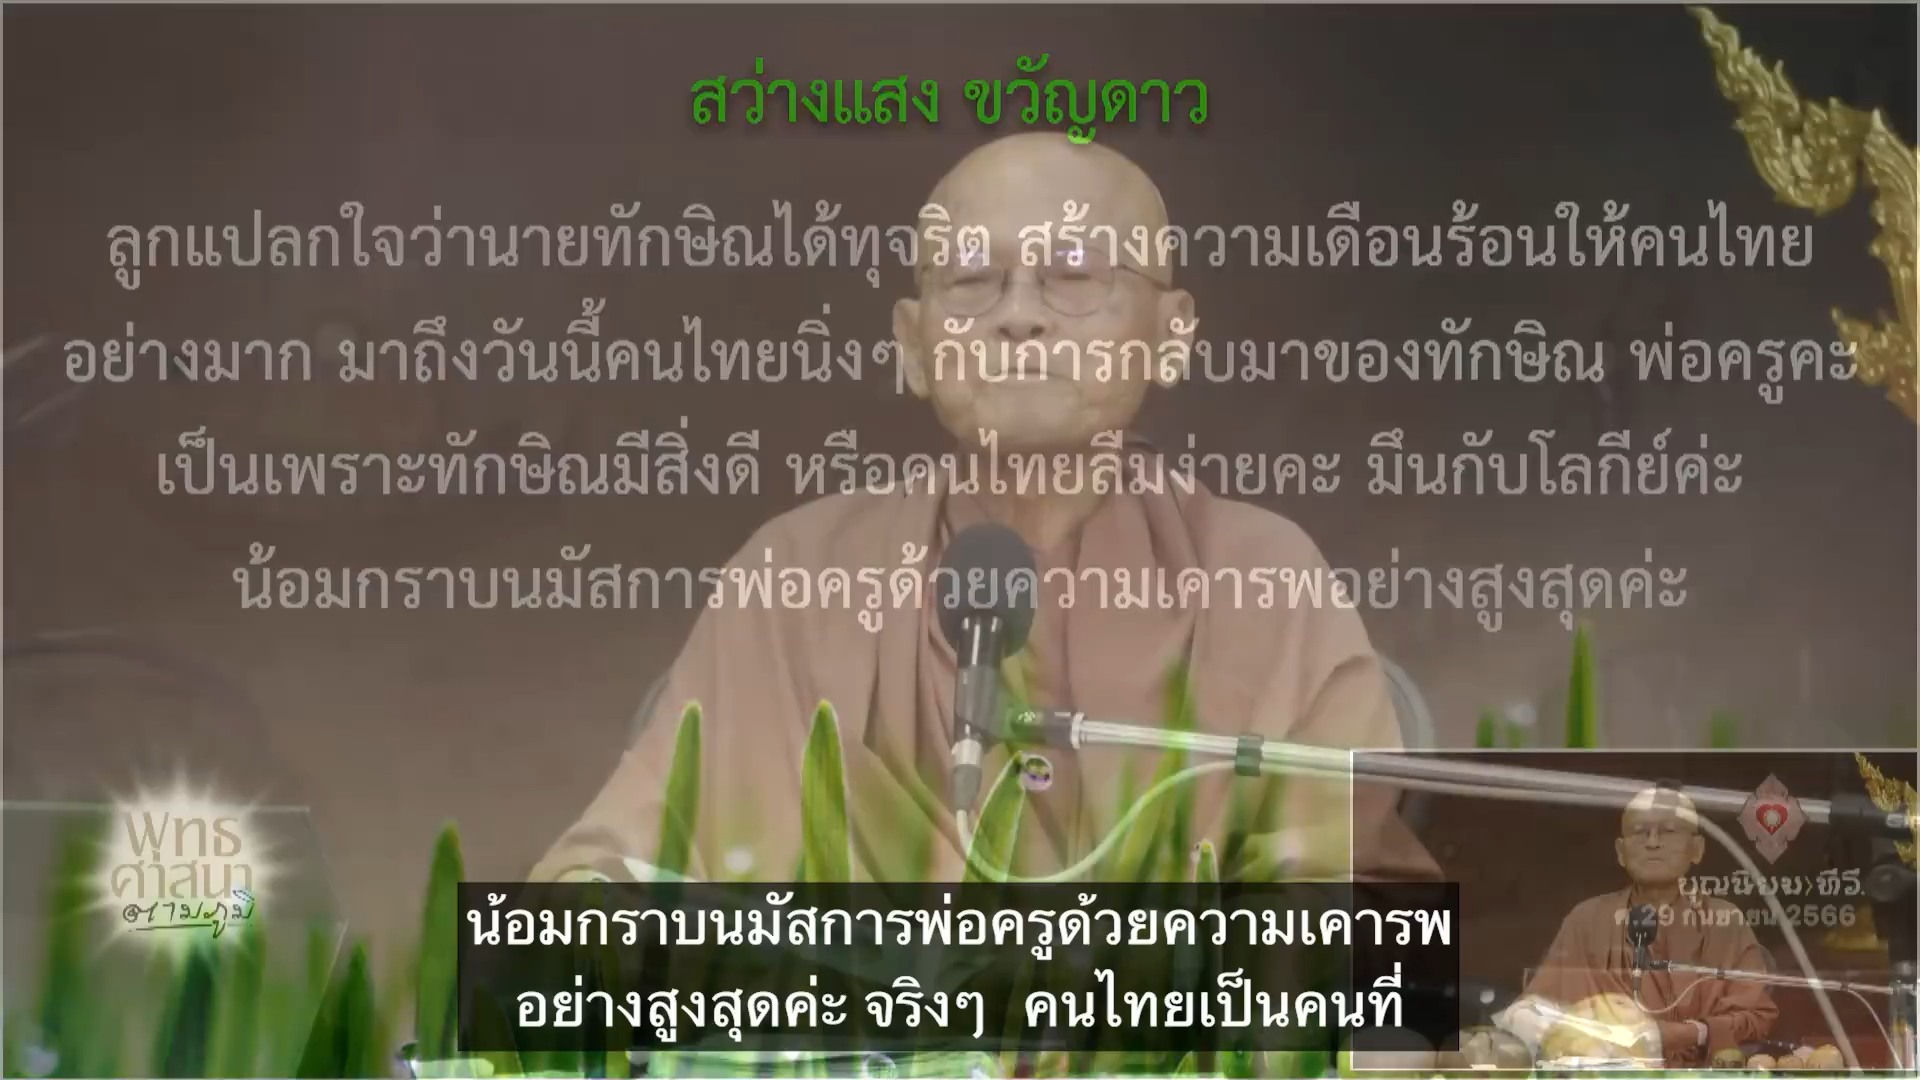 สว่างแสง ขวัญดาว
ลูกแปลกใจว่านายทักษิณได้ทุจริต สร้างความเดือนร้อนให้คนไทย
อย่างมาก มาถึงวันนี้คนไทยนิ่งๆ กับการกลับมาของทักษิณ พ่อครูคะ
เป็นเพราะทักษิณมีสิ่งดี หรือคนไทยลืมง่ายคะ มึนกับโลกีย์ค่ะ
น้อมกราบนมัสการพ่อครูด้วยความเคารพอย่างสูงสุดค่ะ
พุทธ
ศาสนา
ตามภูมิ
บุญนิยมทีวี
ศ.29 กันยายน 2566
น้อมกราบนมัสการพ่อครูด้วยความเคารพ
อย่างสูงสุดค่ะ จริงๆ คนไทยเป็นคนที่